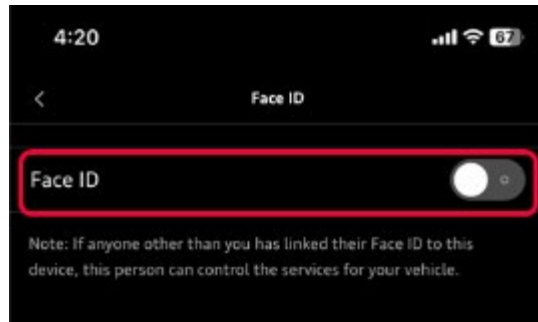 4:20
67
Face ID
Face ID
Note: If anyone other than you has linked their Face ID to this
device, this person can control the services for your vehicle.